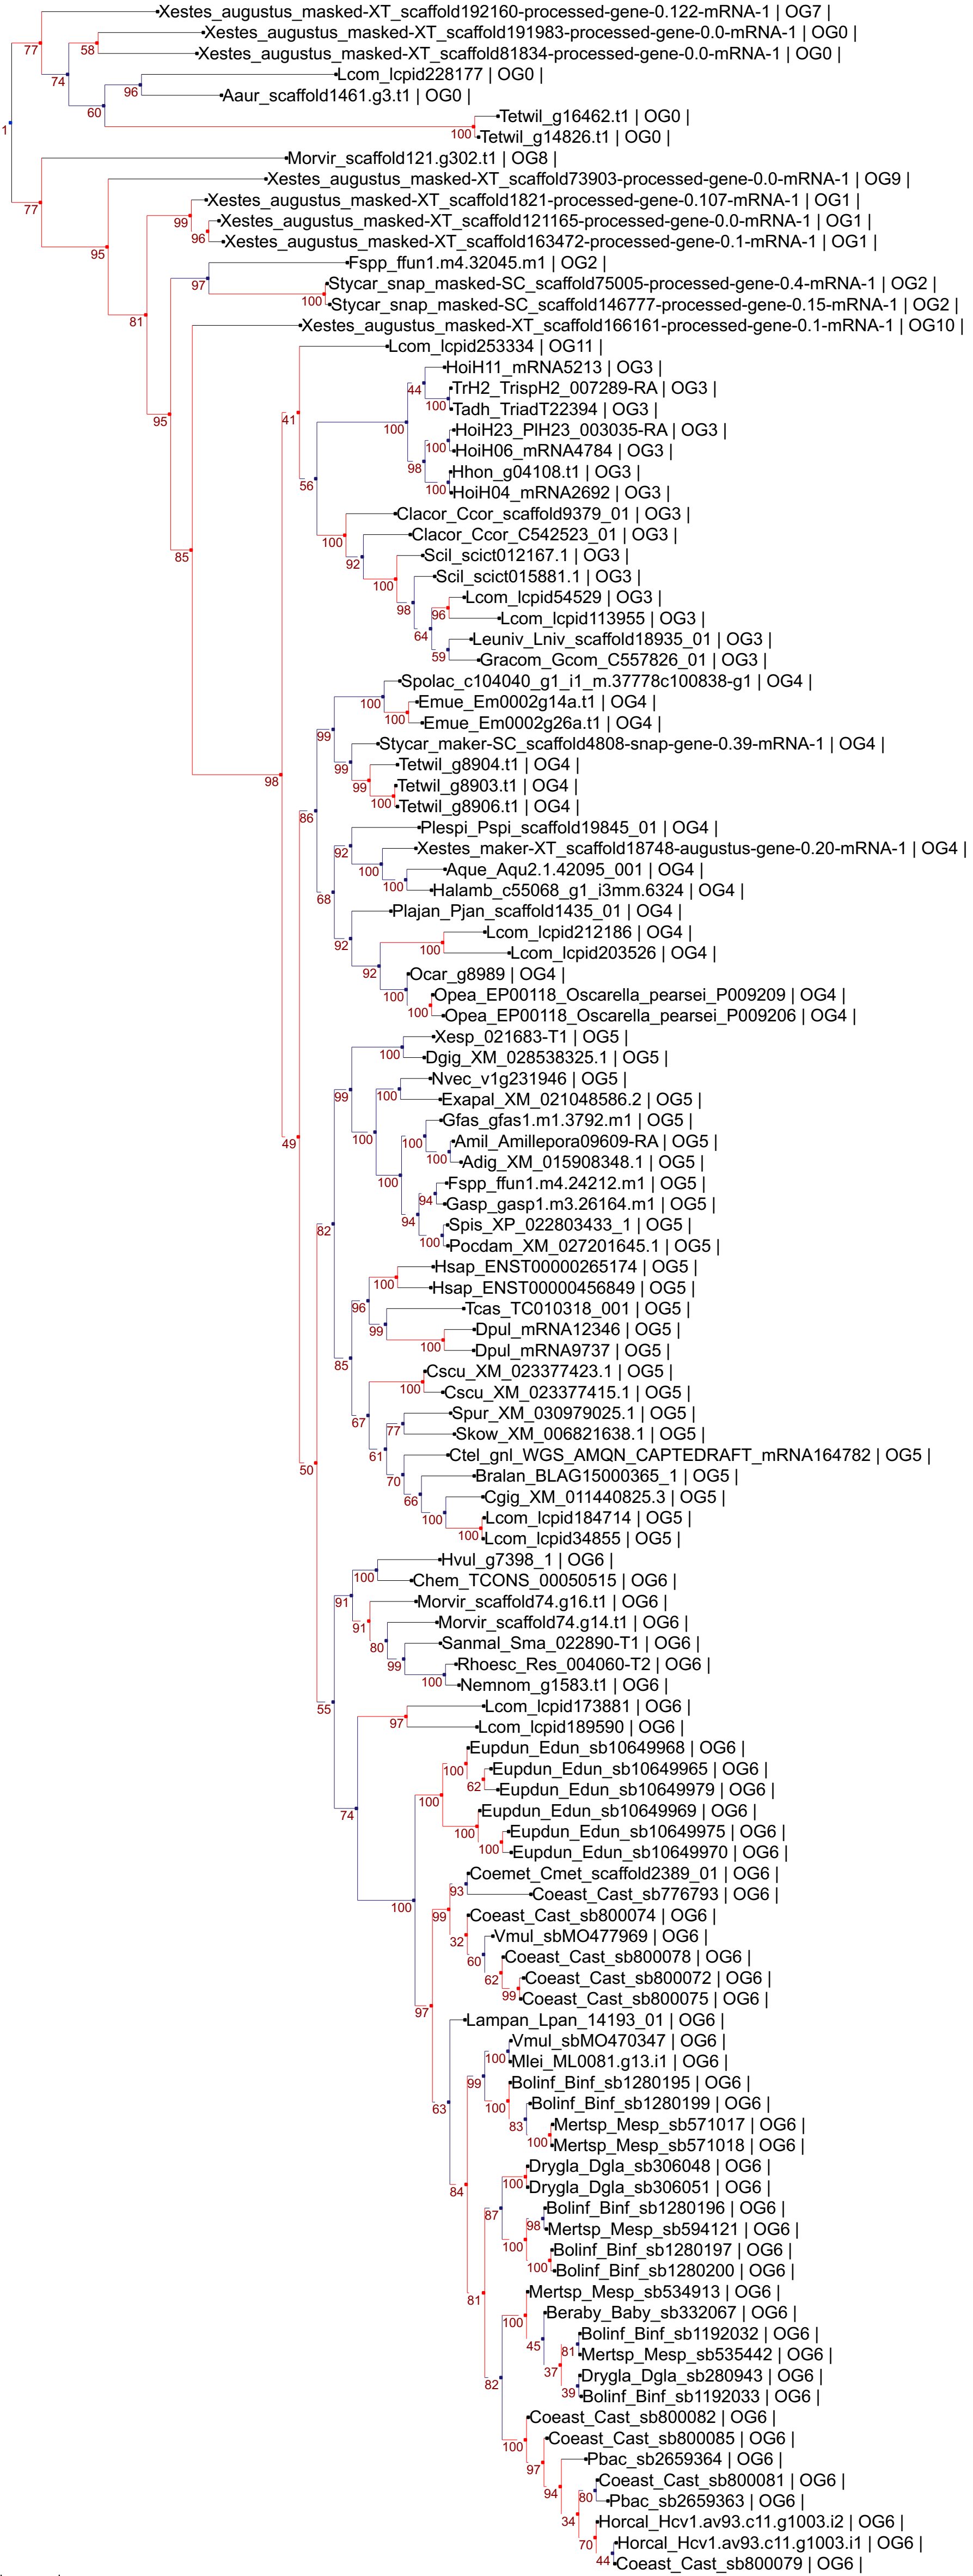 Xestes_augustus_masked-XT_scaffold192160-processed-gene-0.122-mRNA-1 | OG7 |
Xestes_augustus_masked-XT_scaffold191983-processed-gene-0.0-mRNA-1 | OG0 |
77
58
Xestes_augustus_masked-XT_scaffold81834-processed-gene-0.0-mRNA-1 | OG0 |
Lcom_lcpid228177 | OG0 |
74
96
Aaur_scaffold1461.g3.t1 | OG0 |
60
Tetwil_g16462.t1 | OG0 |
1
100
Tetwil_g14826.t1 | OG0 |
Morvir_scaffold121.g302.t1 | OG8 |
Xestes_augustus_masked-XT_scaffold73903-processed-gene-0.0-mRNA-1 | OG9 |
77
Xestes_augustus_masked-XT_scaffold1821-processed-gene-0.107-mRNA-1 | OG1 |
99
Xestes_augustus_masked-XT_scaffold121165-processed-gene-0.0-mRNA-1 | OG1 |
96
Xestes_augustus_masked-XT_scaffold163472-processed-gene-0.1-mRNA-1 | OG1 |
95
Fspp_ffun1.m4.32045.m1 | OG2 |
97
Stycar_snap_masked-SC_scaffold75005-processed-gene-0.4-mRNA-1 | OG2 |
100
Stycar_snap_masked-SC_scaffold146777-processed-gene-0.15-mRNA-1 | OG2 |
81
Xestes_augustus_masked-XT_scaffold166161-processed-gene-0.1-mRNA-1 | OG10 |
Lcom_lcpid253334 | OG11 |
HoiH11_mRNA5213 | OG3 |
44
TrH2_TrispH2_007289-RA | OG3 |
100
Tadh_TriadT22394 | OG3 |
95
41
100
HoiH23_PlH23_003035-RA | OG3 |
100
HoiH06_mRNA4784 | OG3 |
98
Hhon_g04108.t1 | OG3 |
56
100
HoiH04_mRNA2692 | OG3 |
Clacor_Ccor_scaffold9379_01 | OG3 |
100
Clacor_Ccor_C542523_01 | OG3 |
85
92
Scil_scict012167.1 | OG3 |
100
Scil_scict015881.1 | OG3 |
Lcom_lcpid54529 | OG3 |
98
96
Lcom_lcpid113955 | OG3 |
64
Leuniv_Lniv_scaffold18935_01 | OG3 |
59
Gracom_Gcom_C557826_01 | OG3 |
Spolac_c104040_g1_i1_m.37778c100838-g1 | OG4 |
100
Emue_Em0002g14a.t1 | OG4 |
100
Emue_Em0002g26a.t1 | OG4 |
99
Stycar_maker-SC_scaffold4808-snap-gene-0.39-mRNA-1 | OG4 |
99
Tetwil_g8904.t1 | OG4 |
98
99
Tetwil_g8903.t1 | OG4 |
100
Tetwil_g8906.t1 | OG4 |
86
Plespi_Pspi_scaffold19845_01 | OG4 |
92
Xestes_maker-XT_scaffold18748-augustus-gene-0.20-mRNA-1 | OG4 |
100
Aque_Aqu2.1.42095_001 | OG4 |
100
Halamb_c55068_g1_i3mm.6324 | OG4 |
68
Plajan_Pjan_scaffold1435_01 | OG4 |
Lcom_lcpid212186 | OG4 |
92
100
Lcom_lcpid203526 | OG4 |
92
Ocar_g8989 | OG4 |
100
Opea_EP00118_Oscarella_pearsei_P009209 | OG4 |
100
Opea_EP00118_Oscarella_pearsei_P009206 | OG4 |
Xesp_021683-T1 | OG5 |
100
Dgig_XM_028538325.1 | OG5 |
Nvec_v1g231946 | OG5 |
99
100
Exapal_XM_021048586.2 | OG5 |
Gfas_gfas1.m1.3792.m1 | OG5 |
49
100
100
Amil_Amillepora09609-RA | OG5 |
100
Adig_XM_015908348.1 | OG5 |
100
Fspp_ffun1.m4.24212.m1 | OG5 |
94
Gasp_gasp1.m3.26164.m1 | OG5 |
94
Spis_XP_022803433_1 | OG5 |
82
100
Pocdam_XM_027201645.1 | OG5 |
Hsap_ENST00000265174 | OG5 |
100
Hsap_ENST00000456849 | OG5 |
96
Tcas_TC010318_001 | OG5 |
99
Dpul_mRNA12346 | OG5 |
100
Dpul_mRNA9737 | OG5 |
85
Cscu_XM_023377423.1 | OG5 |
100
Cscu_XM_023377415.1 | OG5 |
Spur_XM_030979025.1 | OG5 |
67
77
Skow_XM_006821638.1 | OG5 |
61
Ctel_gnl_WGS_AMQN_CAPTEDRAFT_mRNA164782 | OG5 |
50
70
Bralan_BLAG15000365_1 | OG5 |
66
Cgig_XM_011440825.3 | OG5 |
100
Lcom_lcpid184714 | OG5 |
100
Lcom_lcpid34855 | OG5 |
Hvul_g7398_1 | OG6 |
100
Chem_TCONS_00050515 | OG6 |
91
Morvir_scaffold74.g16.t1 | OG6 |
91
Morvir_scaffold74.g14.t1 | OG6 |
80
Sanmal_Sma_022890-T1 | OG6 |
99
Rhoesc_Res_004060-T2 | OG6 |
100
Nemnom_g1583.t1 | OG6 |
55
Lcom_lcpid173881 | OG6 |
97
Lcom_lcpid189590 | OG6 |
Eupdun_Edun_sb10649968 | OG6 |
100
Eupdun_Edun_sb10649965 | OG6 |
62
Eupdun_Edun_sb10649979 | OG6 |
100
Eupdun_Edun_sb10649969 | OG6 |
74
100
Eupdun_Edun_sb10649975 | OG6 |
100
Eupdun_Edun_sb10649970 | OG6 |
Coemet_Cmet_scaffold2389_01 | OG6 |
93
Coeast_Cast_sb776793 | OG6 |
100
99
Coeast_Cast_sb800074 | OG6 |
32
Vmul_sbMO477969 | OG6 |
60
Coeast_Cast_sb800078 | OG6 |
62
Coeast_Cast_sb800072 | OG6 |
99
Coeast_Cast_sb800075 | OG6 |
97
Lampan_Lpan_14193_01 | OG6 |
Vmul_sbMO470347 | OG6 |
100
Mlei_ML0081.g13.i1 | OG6 |
99
Bolinf_Binf_sb1280195 | OG6 |
63
100
Bolinf_Binf_sb1280199 | OG6 |
83
Mertsp_Mesp_sb571017 | OG6 |
100
Mertsp_Mesp_sb571018 | OG6 |
Drygla_Dgla_sb306048 | OG6 |
84
100
Drygla_Dgla_sb306051 | OG6 |
87
Bolinf_Binf_sb1280196 | OG6 |
98
Mertsp_Mesp_sb594121 | OG6 |
100
Bolinf_Binf_sb1280197 | OG6 |
100
Bolinf_Binf_sb1280200 | OG6 |
81
Mertsp_Mesp_sb534913 | OG6 |
100
Beraby_Baby_sb332067 | OG6 |
Bolinf_Binf_sb1192032 | OG6 |
45
81
Mertsp_Mesp_sb535442 | OG6 |
37
Drygla_Dgla_sb280943 | OG6 |
82
39
Bolinf_Binf_sb1192033 | OG6 |
Coeast_Cast_sb800082 | OG6 |
100
Coeast_Cast_sb800085 | OG6 |
97
Pbac_sb2659364 | OG6 |
94
Coeast_Cast_sb800081 | OG6 |
80
Pbac_sb2659363 | OG6 |
34
Horcal_Hcv1.av93.c11.g1003.i2 | OG6 |
70
Horcal_Hcv1.av93.c11.g1003.i1 | OG6 |
44
Coeast_Cast_sb800079 | OG6 |